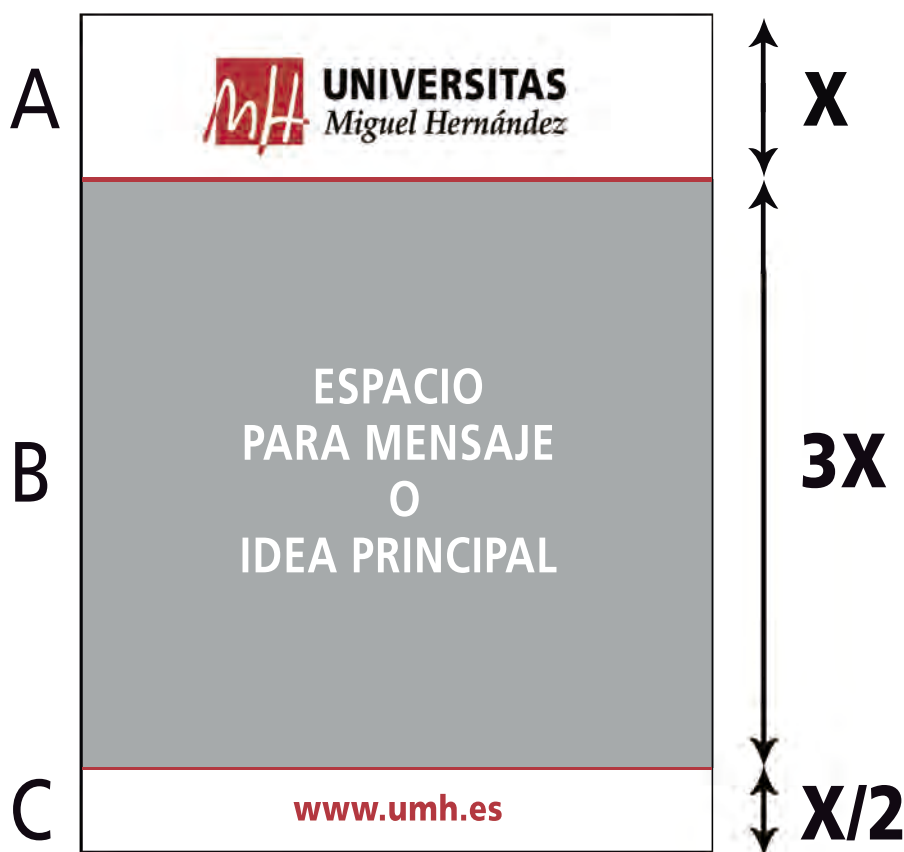 A
UNIVERSITAS
Miguel Hernández
X
ESPACIO
PARA MENSAJE
O
IDEA PRINCIPAL
B
3X
C
www.umh.es
X/2